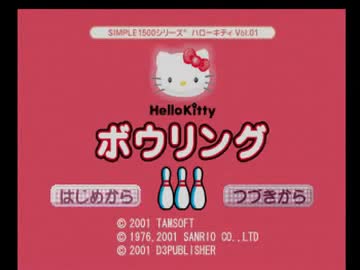 SIMPLE1500シリーズ® ハローキティ Vol.01
HelloKitty
ボウリング
はじめから
つづきから
© 2001 TAMSOFT
© 1976,2001 SANRIO CO.,LTD
© 2001 D3PUBLISHER